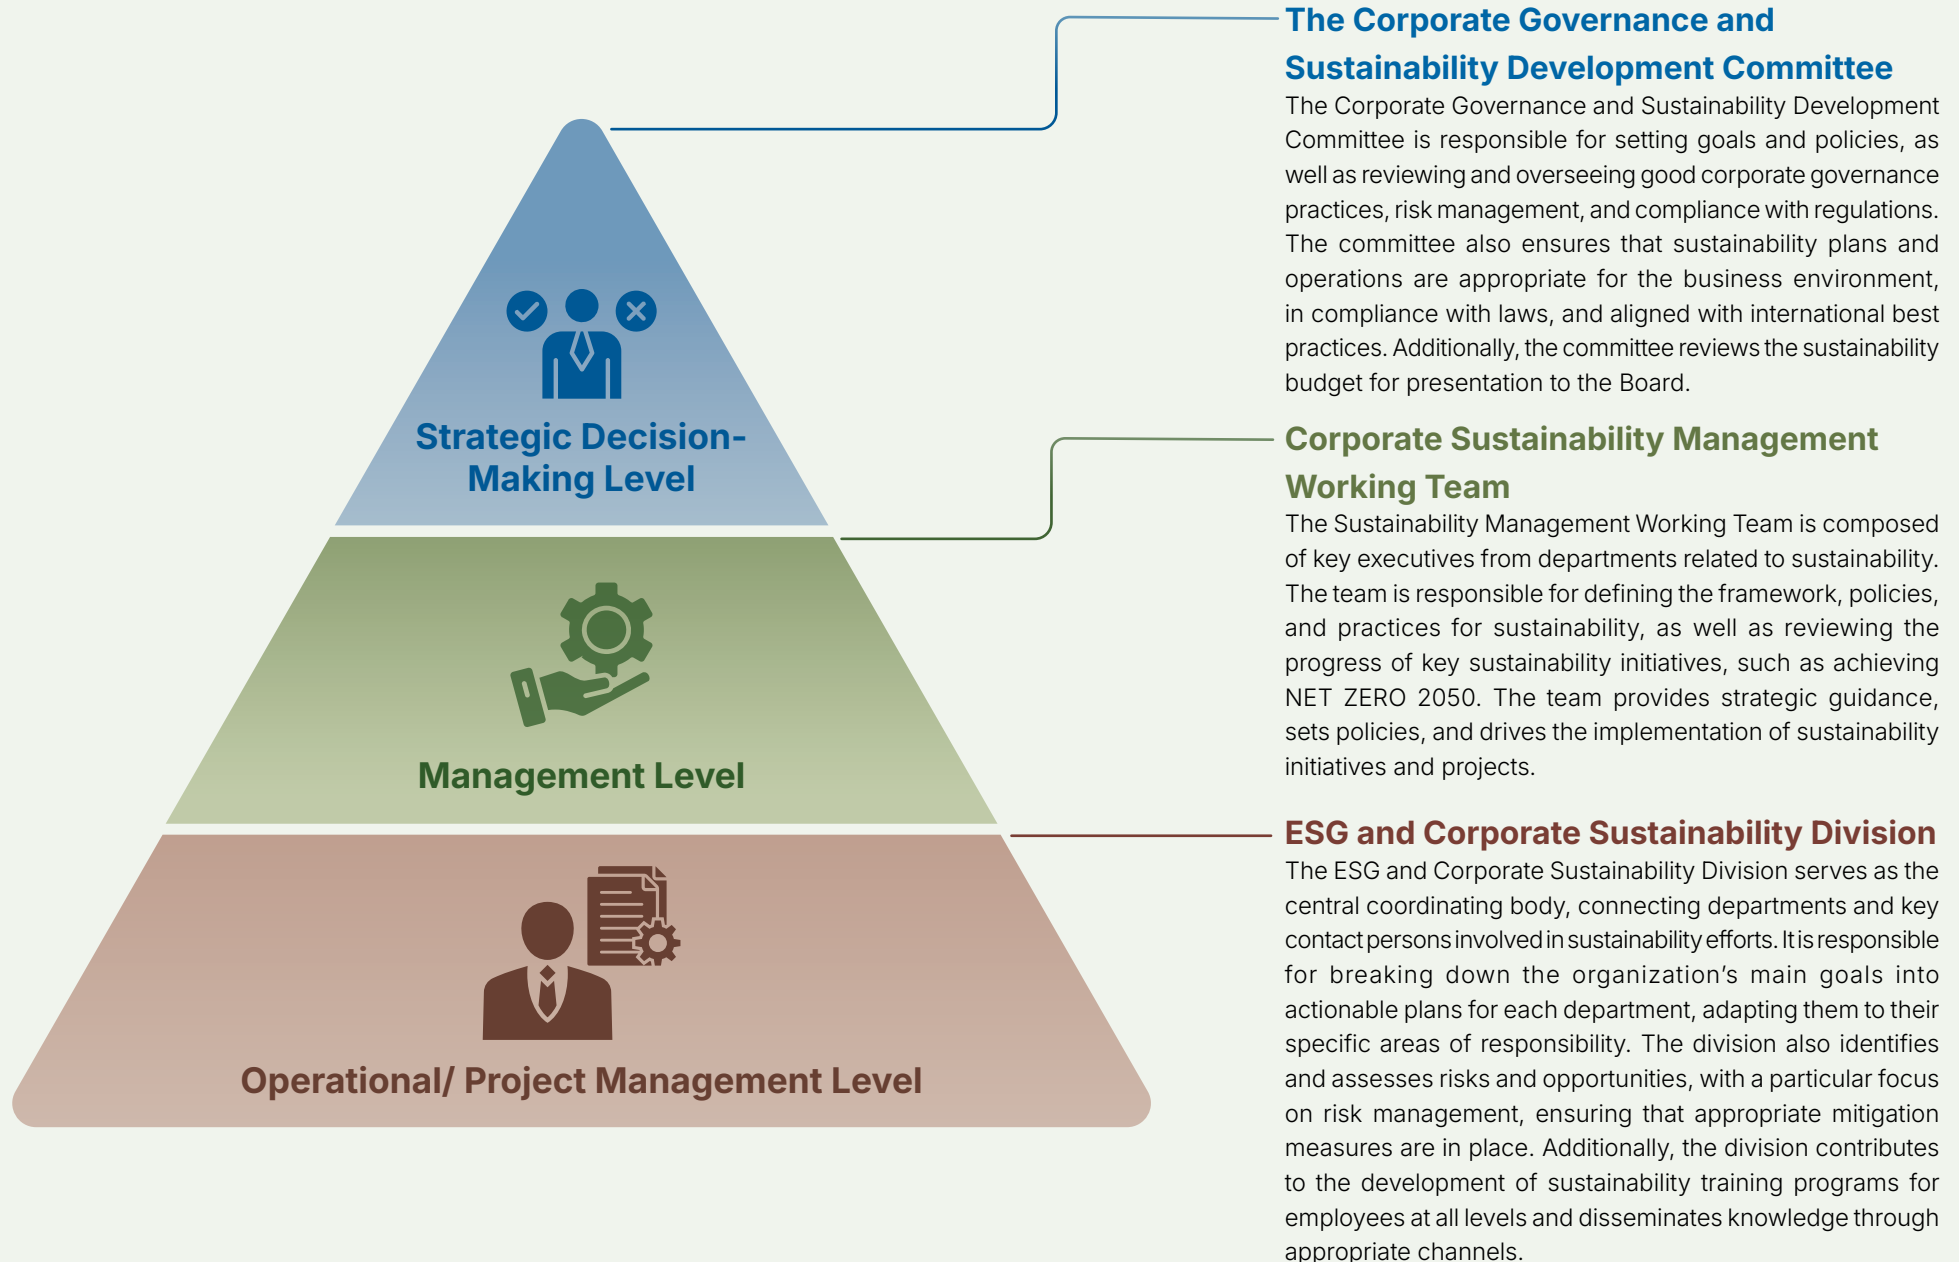 The Corporate Governance and
Sustainability Development Committee
The Corporate Governance and Sustainability Development
Committee is responsible for setting goals and policies, as
well as reviewing and overseeing good corporate governance
practices, risk management, and compliance with regulations.
The committee also ensures that sustainability plans and
operations are appropriate for the business environment,
in compliance with laws, and aligned with international best
practices. Additionally, the committee reviews the sustainability
budget for presentation to the Board.
Strategic Decision-
Making Level
Corporate Sustainability Management
Working Team
The Sustainability Management Working Team is composed
of key executives from departments related to sustainability.
The team is responsible for defining the framework, policies,
and practices for sustainability, as well as reviewing the
progress of key sustainability initiatives, such as achieving
NET ZERO 2050. The team provides strategic guidance,
sets policies, and drives the implementation of sustainability
initiatives and projects.
Management Level
ESG and Corporate Sustainability Division
The ESG and Corporate Sustainability Division serves as the
central coordinating body, connecting departments and key
contact persons involved in sustainability efforts. It is responsible
for breaking down the organization's main goals into
actionable plans for each department, adapting them to their
specific areas of responsibility. The division also identifies
and assesses risks and opportunities, with a particular focus
on risk management, ensuring that appropriate mitigation
measures are in place. Additionally, the division contributes
to the development of sustainability training programs for
employees at all levels and disseminates knowledge through
appropriate channels.
Operational/ Project Management Level